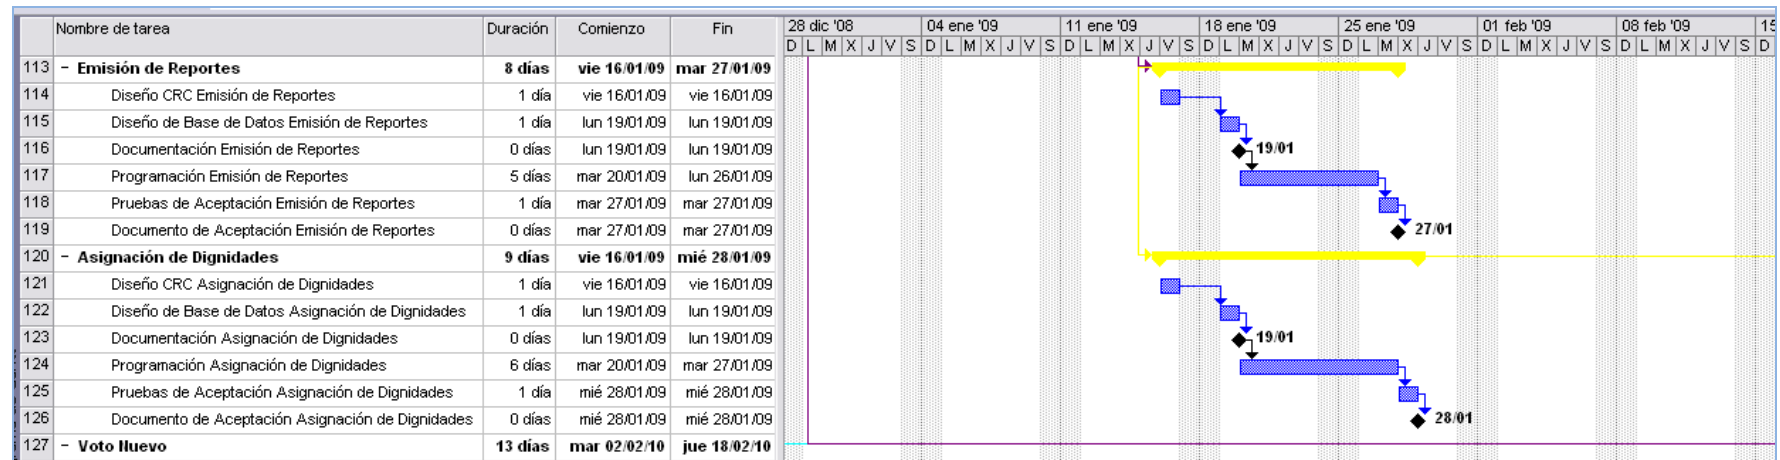 Nombre de tarea Duración Comienzo Fin 28 dic '08 04 ene '09 11 ene '09 18 ene '09 25 ene '09 01 feb '09 08 feb '09 15
D L M X J V S D L M X J V S D L M X J V S D L M X J V S D L M X J V S D L M X J V S D L M X J V S D
113 − Emisión de Reportes 8 días vie 16/01/09 mar 27/01/09
114 Diseño CRC Emisión de Reportes 1 día vie 16/01/09 vie 16/01/09
115 Diseño de Base de Datos Emisión de Reportes 1 día lun 19/01/09 lun 19/01/09
116 Documentación Emisión de Reportes 0 días lun 19/01/09 lun 19/01/09 19/01
117 Programación Emisión de Reportes 5 días mar 20/01/09 lun 26/01/09
118 Pruebas de Aceptación Emisión de Reportes 1 día mar 27/01/09 mar 27/01/09
119 Documento de Aceptación Emisión de Reportes 0 días mar 27/01/09 mar 27/01/09 27/01
120 − Asignación de Dignidades 9 días vie 16/01/09 mié 28/01/09
121 Diseño CRC Asignación de Dignidades 1 día vie 16/01/09 vie 16/01/09
122 Diseño de Base de Datos Asignación de Dignidades 1 día lun 19/01/09 lun 19/01/09
123 Documentación Asignación de Dignidades 0 días lun 19/01/09 lun 19/01/09 19/01
124 Programación Asignación de Dignidades 6 días mar 20/01/09 mar 27/01/09
125 Pruebas de Aceptación Asignación de Dignidades 1 día mié 28/01/09 mié 28/01/09
126 Documento de Aceptación Asignación de Dignidades 0 días mié 28/01/09 mié 28/01/09 28/01
127 − Voto Nuevo 13 días mar 02/02/10 jue 18/02/10